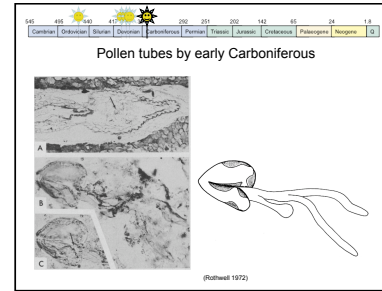 545 495 440 417 292 251 202 142 65 24 1.8
Cambrian Ordovician Silurian Devonian Carboniferous Permian Triassic Jurassic Cretaceous Palaeogene Neogene Q
Pollen tubes by early Carboniferous
A
B
C
(Rothwell 1972)